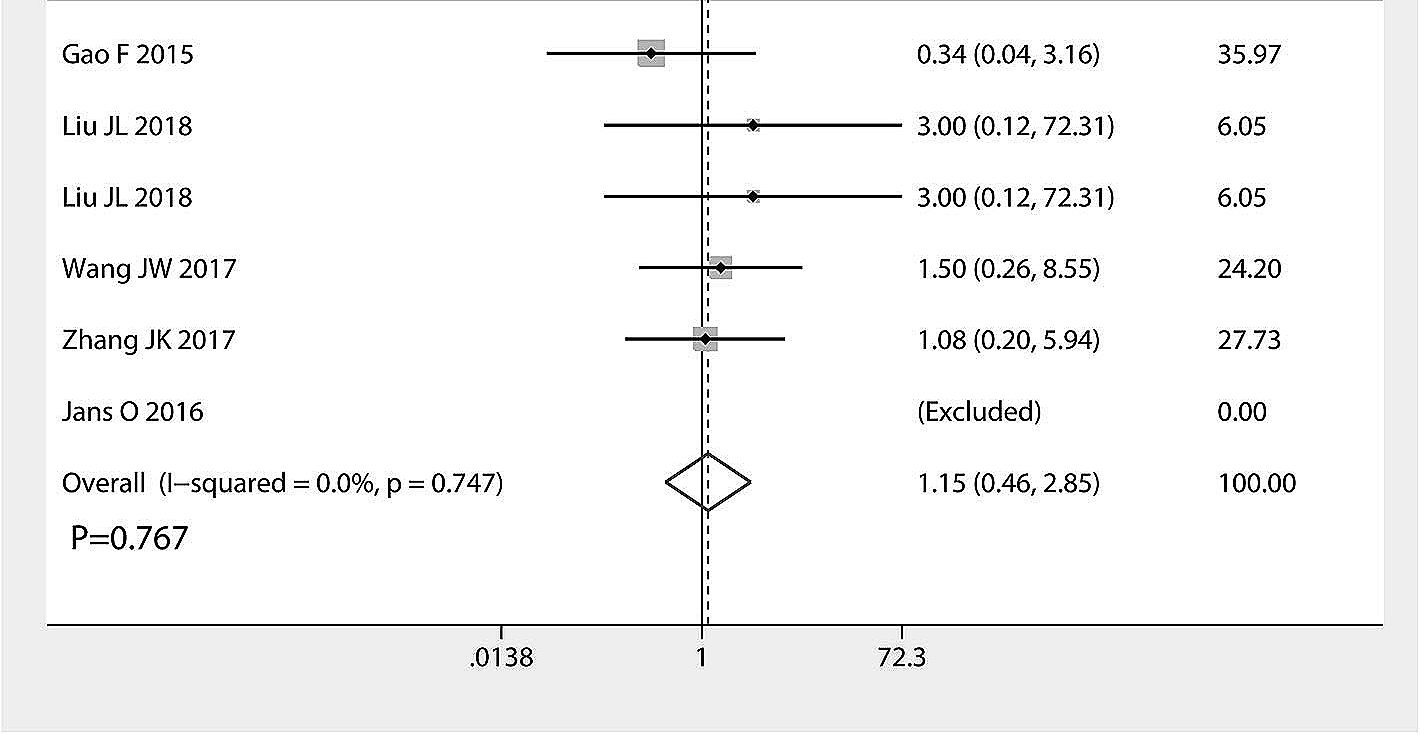 Gao F 2015 0.34 (0.04, 3.16) 35.97
Liu JL 2018 3.00 (0.12, 72.31) 6.05
Liu JL 2018 3.00 (0.12, 72.31) 6.05
Wang JW 2017 1.50 (0.26, 8.55) 24.20
Zhang JK 2017 1.08 (0.20, 5.94) 27.73
Jans O 2016 (Excluded) 0.00
Overall (I−squared = 0.0%, p = 0.747) 1.15 (0.46, 2.85) 100.00
P=0.767
.0138 1 72.3